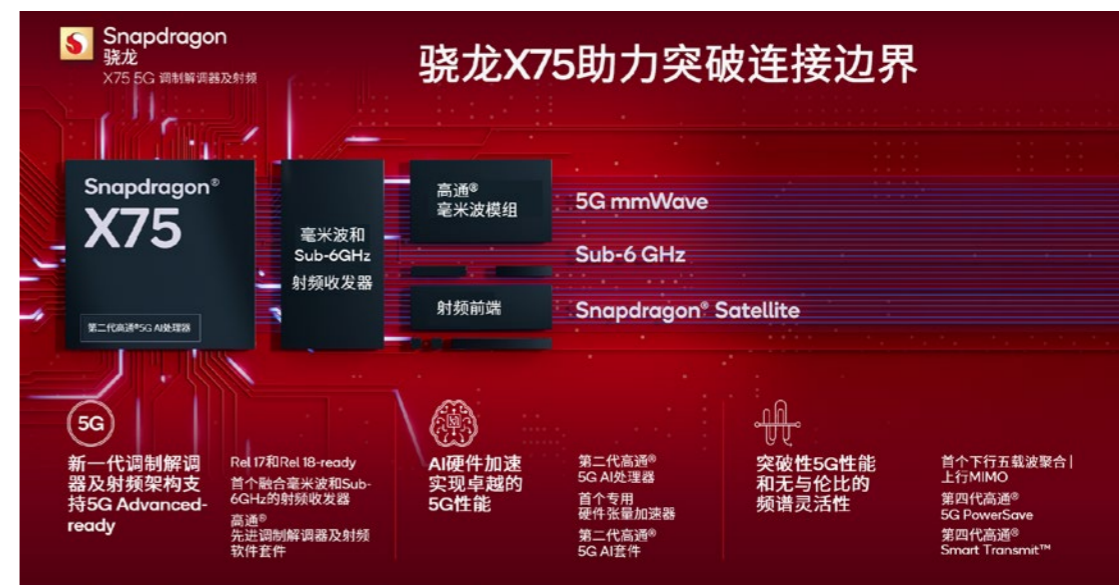 Snapdragon
骁龙
X75 5G 调制解调器及射频
骁龙X75助力突破连接边界
Snapdragon®
X75
第二代高通®5G AI处理器
毫米波和
Sub-6GHz
射频收发器
高通®
毫米波模组
射频前端
5G mmWave
Sub-6 GHz
Snapdragon® Satellite
5G
新一代调制解调
器及射频架构支
持5G Advanced-
ready
Rel 17和Rel 18-ready
首个融合毫米波和Sub-
6GHz的射频收发器
高通®
先进调制解调器及射频
软件套件
AI硬件加速
实现卓越的
5G性能
第二代高通®
5G AI处理器
首个专用
硬件张量加速器
第二代高通®
5G AI套件
突破性5G性能
和无与伦比的
频谱灵活性
首个下行五载波聚合|
上行MIMO
第四代高通®
5G PowerSave
第四代高通®
Smart Transmit™